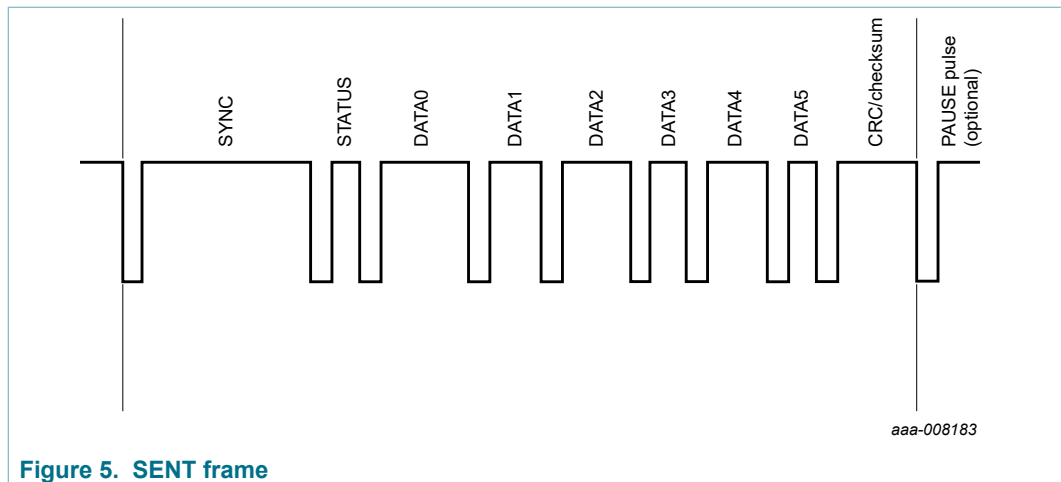 SYNC
STATUS
DATA0
DATA1
DATA2
DATA3
DATA4
DATA5
CRC/checksum
PAUSE pulse
(optional)
aaa-008183
Figure 5. SENT frame